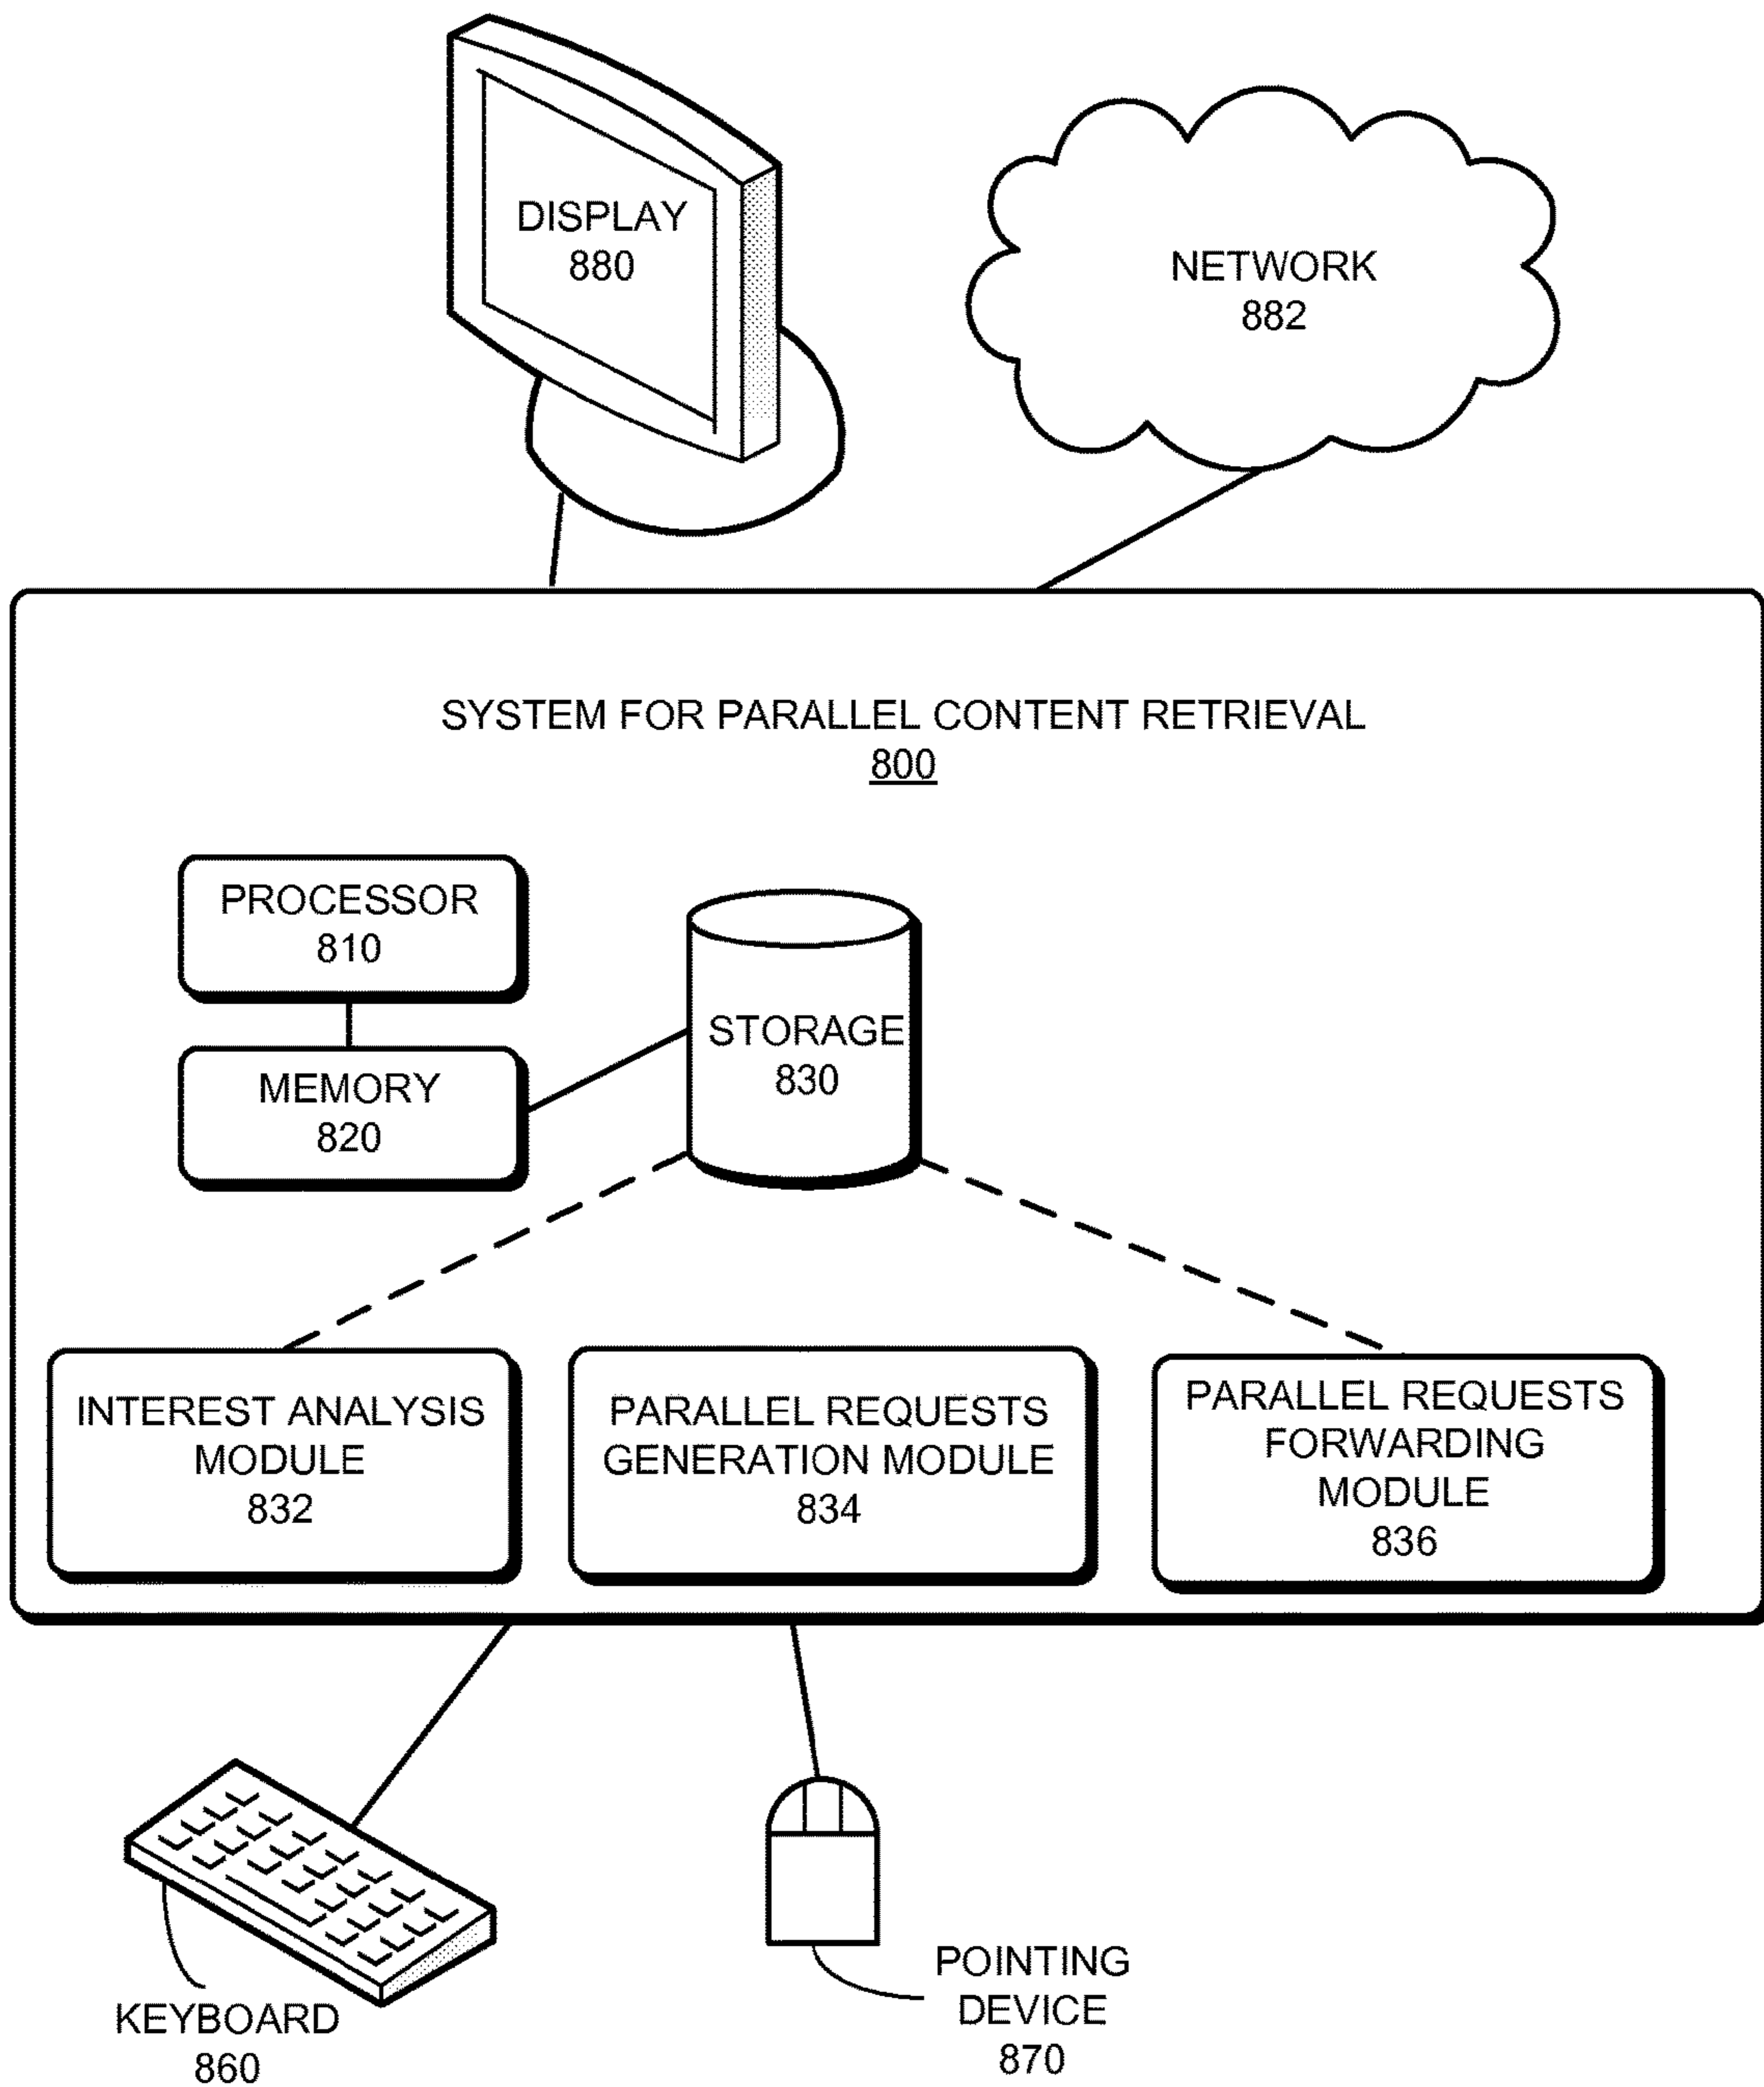 DISPLAY
880
NETWORK
882
SYSTEM FOR PARALLEL CONTENT RETRIEVAL
800
PROCESSOR
810
MEMORY
820
STORAGE
830
INTEREST ANALYSIS
MODULE
832
PARALLEL REQUESTS
GENERATION MODULE
834
PARALLEL REQUESTS
FORWARDING
MODULE
836
KEYBOARD
860
POINTING
DEVICE
870